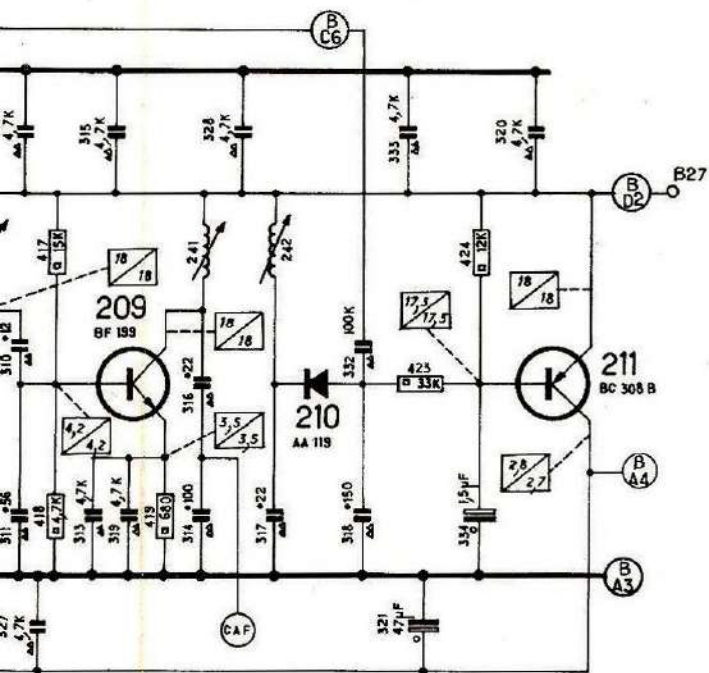 B
C6
4,7K
315
4,7K
328
4,7K
333
4,7K
320
4,7K
B
D2
B27
417
15K
18
18
241
242
424
12K
209
BF 199
18
18
17,5
17,5
18
18
310
•12
316
•22
332
100K
423
33K
211
BC 308 B
4,2
4,2
3,5
3,5
210
AA 119
2,8
2,7
B
A4
311
•56
418
4,7K
313
4,7K
319
4,7K
419
680
314
•100
317
•22
318
•150
334
1,5µF
B
A3
327
4,7K
CAF
321
47µF